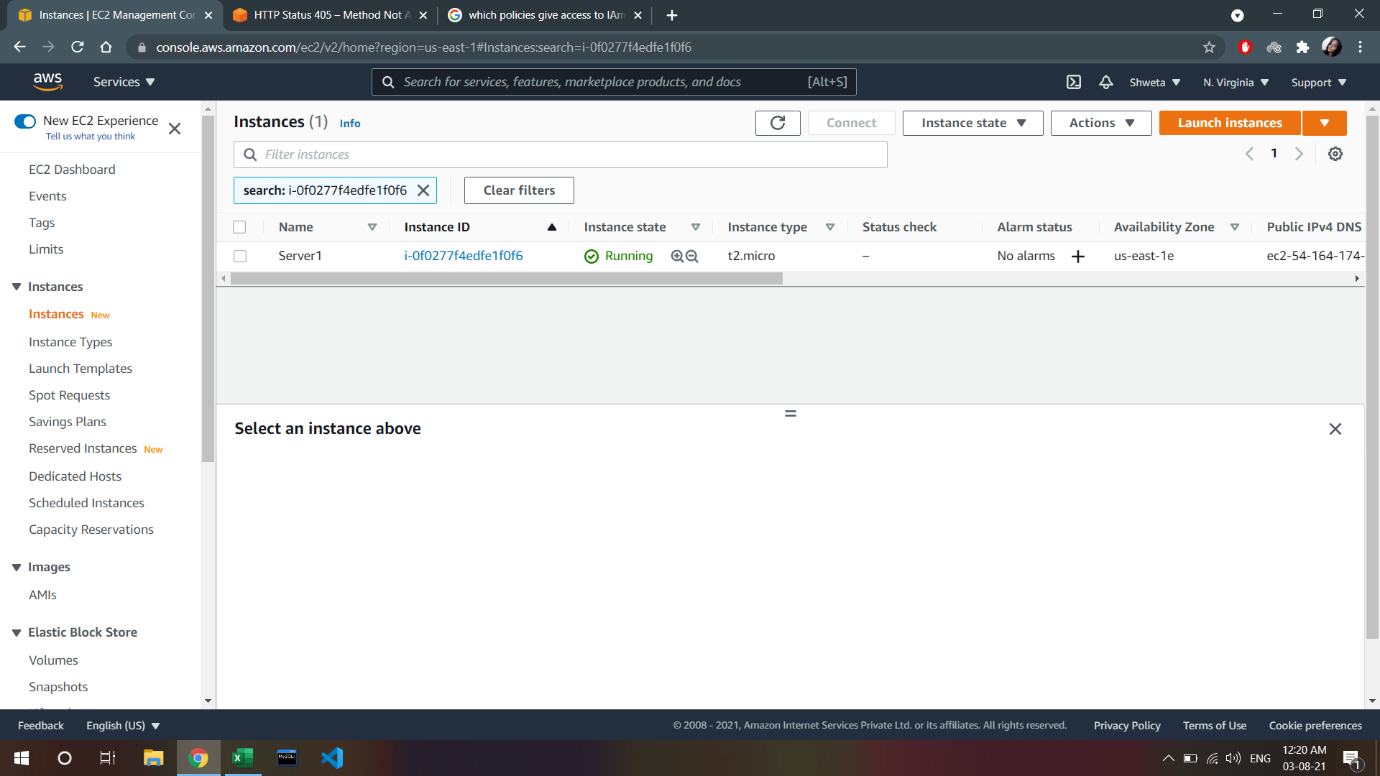 Instances | EC2 Management Con
HTTP Status 405 – Method Not A
which policies give access to IAm
console.aws.amazon.com/ec2/v2/home?region=us-east-1#Instances:search=i-0f0277f4edfe1f0f6
aws
Services
Search for services, features, marketplace products, and docs
[Alt+S]
Shweta
N. Virginia
Support
New EC2 Experience
Tell us what you think
EC2 Dashboard
Events
Tags
Limits
Instances
Instances New
Instance Types
Launch Templates
Spot Requests
Savings Plans
Reserved Instances New
Dedicated Hosts
Scheduled Instances
Capacity Reservations
Images
AMIs
Elastic Block Store
Volumes
Snapshots
Instances (1) Info
Connect
Instance state
Actions
Launch instances
Filter instances
1
search: i-0f0277f4edfe1f0f6
Clear filters
Name Instance ID Instance state Instance type Status check Alarm status Availability Zone Public IPv4 DNS
Server1 i-0f0277f4edfe1f0f6 Running t2.micro – No alarms us-east-1e ec2-54-164-174-
Select an instance above
Feedback English (US)
© 2008 - 2021, Amazon Internet Services Private Ltd. or its affiliates. All rights reserved.
Privacy Policy Terms of Use Cookie preferences
MySQL
ENG
12:20 AM
03-08-21
1